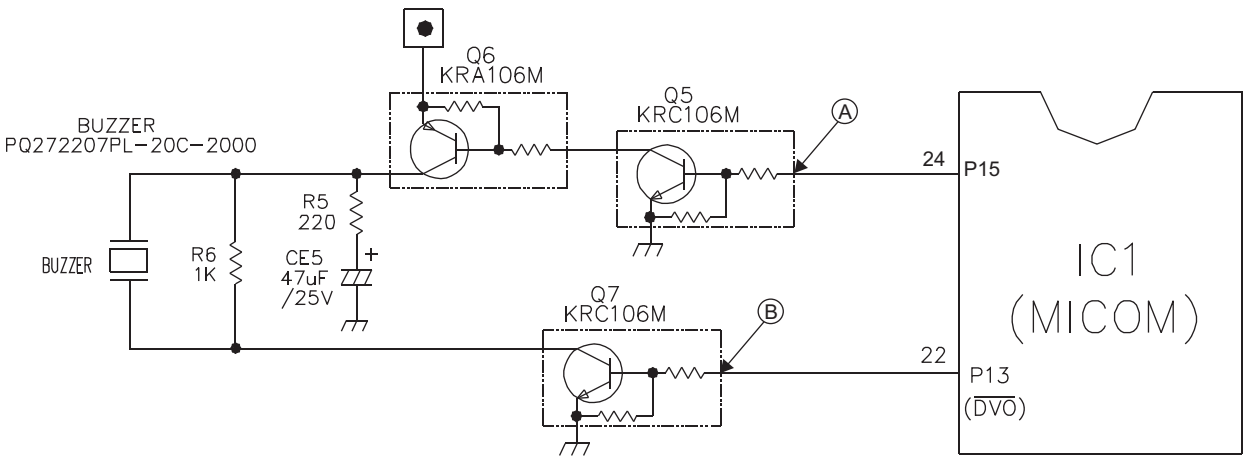 Q6
KRA106M
Q5
KRC106M
A
BUZZER
PQ272207PL-20C-2000
24
P15
R5
220
R6
1K
CE5
47uF
/25V
+
BUZZER
IC1
(MICOM)
Q7
KRC106M
B
22
P13
(DVO)